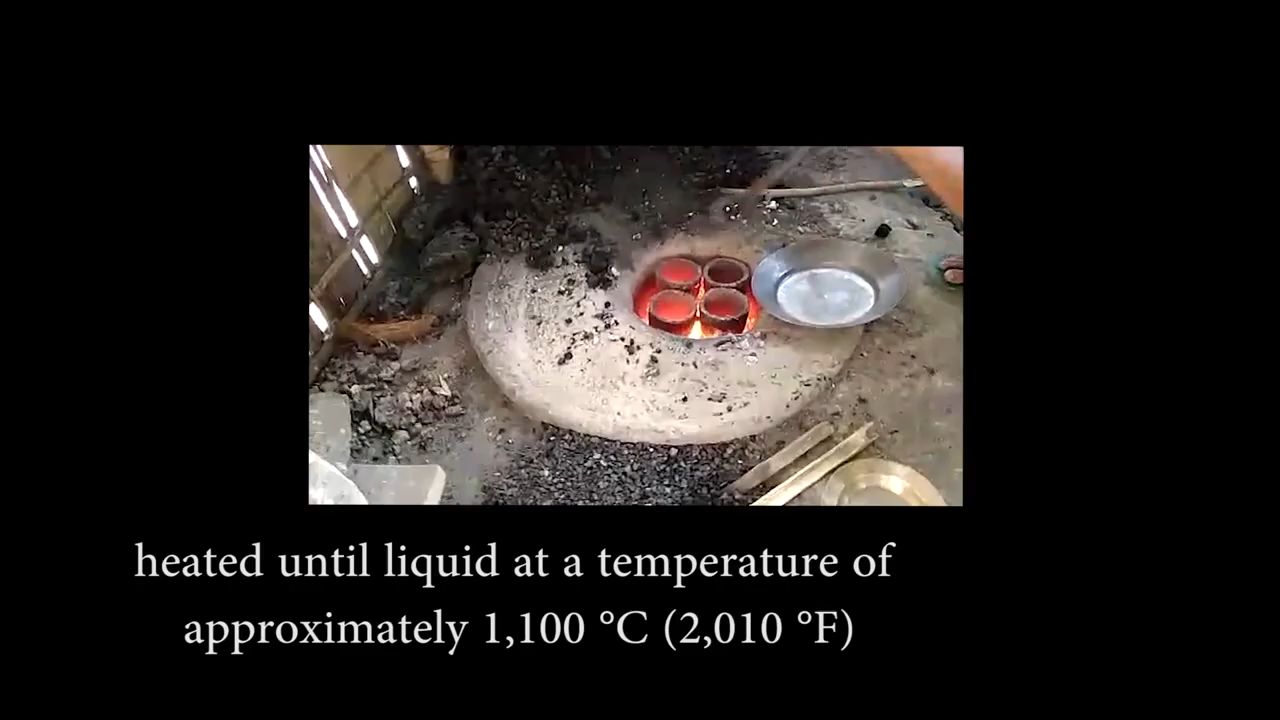 heated until liquid at a temperature of
approximately 1,100 °C (2,010 °F)